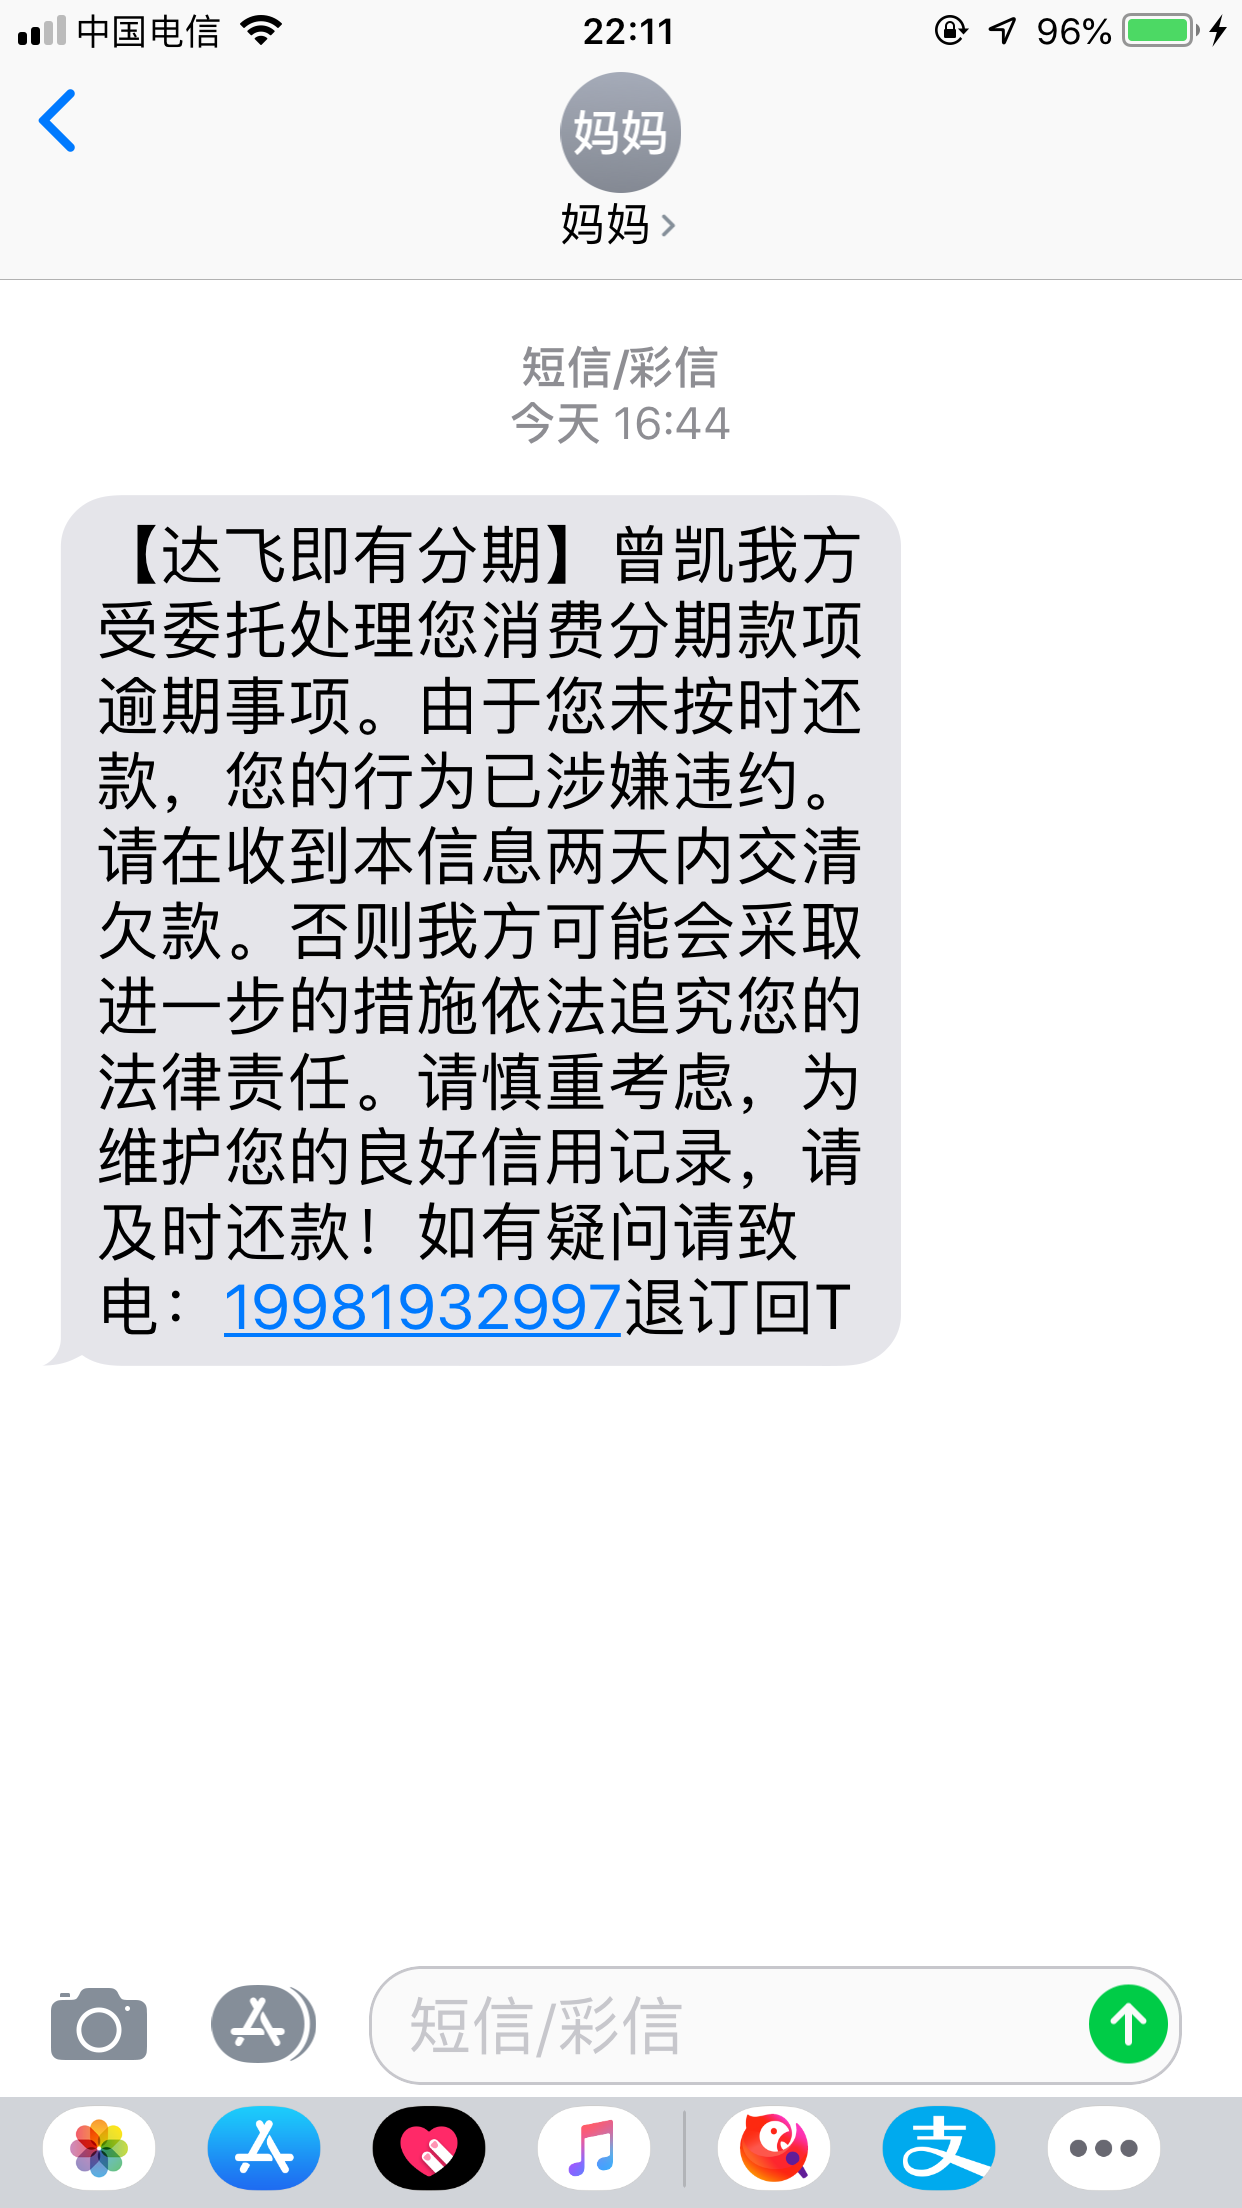 中国电信
22:11
96%
妈妈
妈妈
短信/彩信
今天 16:44
【达飞即有分期】曾凯我方
受委托处理您消费分期款项
逾期事项。由于您未按时还
款，您的行为已涉嫌违约。
请在收到本信息两天内交清
欠款。否则我方可能会采取
进一步的措施依法追究您的
法律责任。请慎重考虑，为
维护您的良好信用记录，请
及时还款！如有疑问请致
电：19981932997退订回T
短信/彩信
支